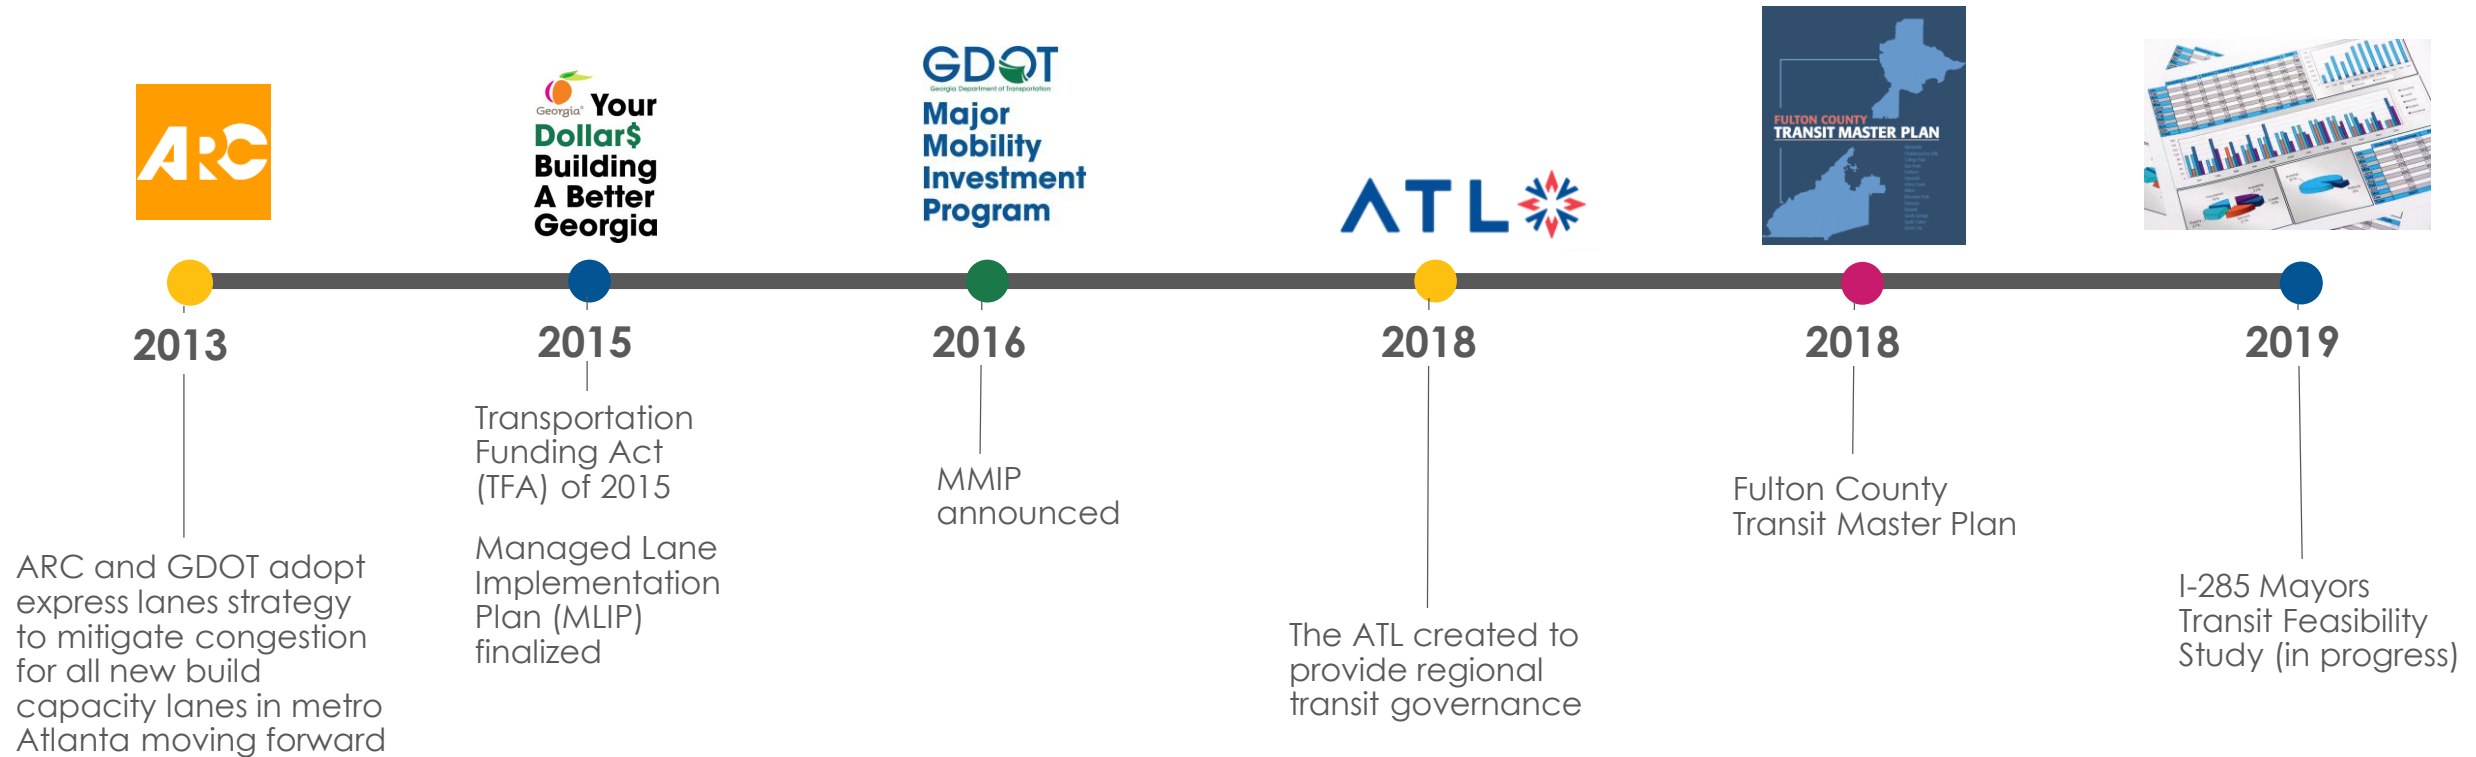 ARC
Georgia
Your
Dollar$
Building
A Better
Georgia
GDOT
Georgia Department of Transportation
Major
Mobility
Investment
Program
ATL
FULTON COUNTY
TRANSIT MASTER PLAN
2013
2015
2016
2018
2018
2019
ARC and GDOT adopt
express lanes strategy
to mitigate congestion
for all new build
capacity lanes in metro
Atlanta moving forward
Transportation
Funding Act
(TFA) of 2015
Managed Lane
Implementation
Plan (MLIP)
finalized
MMIP
announced
The ATL created to
provide regional
transit governance
Fulton County
Transit Master Plan
I-285 Mayors
Transit Feasibility
Study (in progress)